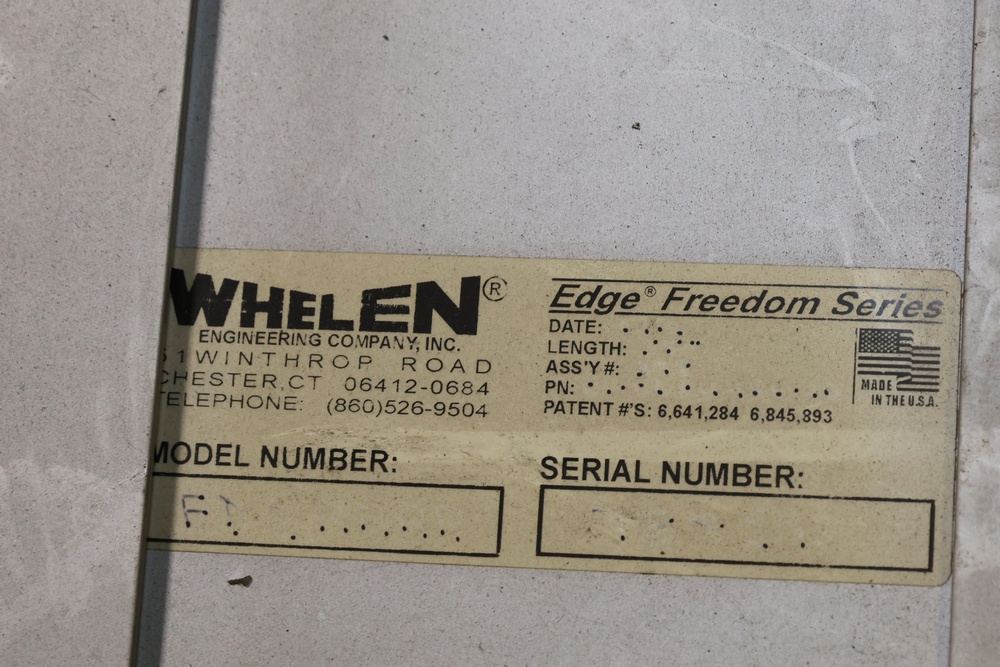 WHELEN®
ENGINEERING COMPANY, INC.
51 WINTHROP ROAD
CHESTER, CT 06412-0684
TELEPHONE: (860)526-9504
MODEL NUMBER:
Edge® Freedom Series
DATE:
LENGTH:
ASS'Y #:
PN:
PATENT #'S: 6,641,284 6,845,893
MADE
IN THE U.S.A.
SERIAL NUMBER: